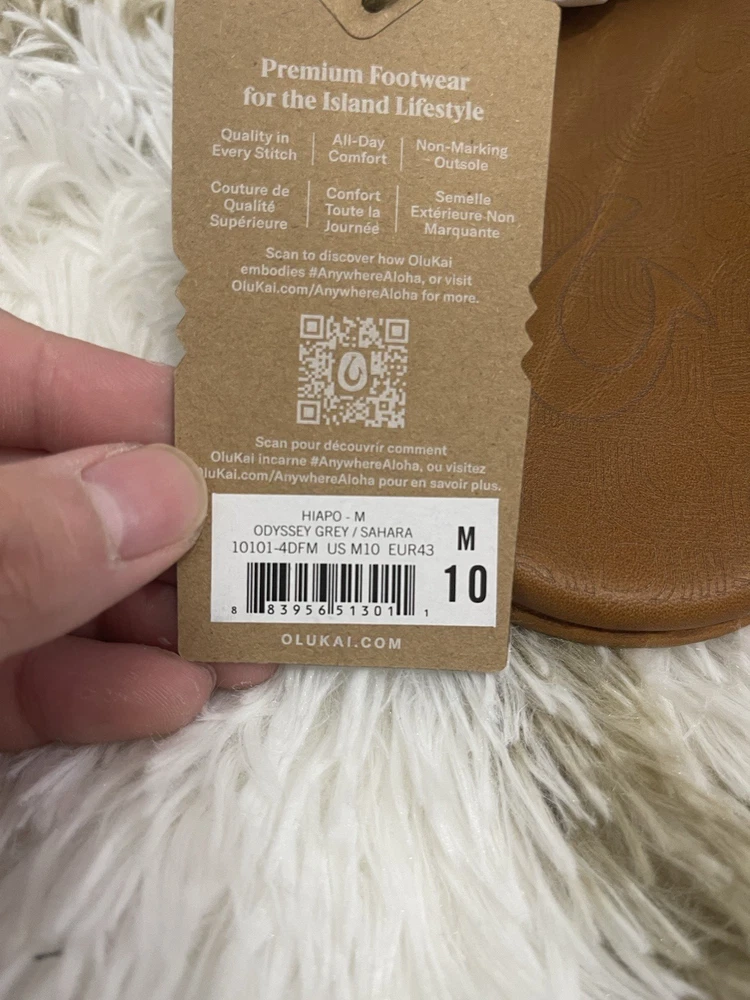 Premium Footwear
for the Island Lifestyle
Quality in
Every Stitch
All-Day
Comfort
Non-Marking
Outsole
Couture de
Qualité
Supérieure
Confort
Toute la
Journée
Semelle
Extérieure Non
Marquante
Scan to discover how OluKai
embodies #AnywhereAloha, or visit
OluKai.com/AnywhereAloha for more.
Scan pour découvrir comment
OluKai incarne #AnywhereAloha, ou visitez
OluKai.com/AnywhereAloha pour en savoir plus.
HIAPO - M
ODYSSEY GREY / SAHARA
10101-4DFM US M10 EUR43
M
10
8 83956 51301 1
OLUKAI.COM